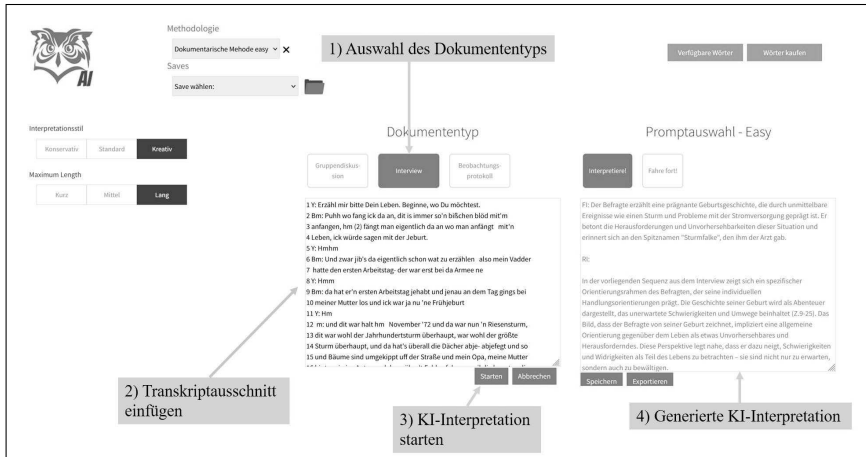 AI
Methodologie
Dokumentarische Mehode easy
Saves
Save wählen:
1) Auswahl des Dokumententyps
Verfügbare Wörter
Wörter kaufen
Interpretationsstil
Konservativ Standard Kreativ
Maximum Length
Kurz Mittel Lang
Dokumententyp
Gruppendiskus-
sion
Interview
Beobachtungs-
protokoll
1 Y: Erzähl mir bitte Dein Leben. Beginne, wo Du möchtest.
2 Bm: Puhh wo fang ick da an, dit is immer so'n bißchen blöd mit'm
3 anfangen, hm (2) fängt man eigentlich da an wo man anfängt mit'n
4 Leben, ick würde sagen mit der Jeburt.
5 Y: Hmhm
6 Bm: Und zwar jib's da eigentlich schon wat zu erzählen also mein Vadder
7 hatte den ersten Arbeitstag- der war erst bei da Armee ne
8 Y: Hmm
9 Bm: da hat er'n ersten Arbeitstag jehabt und jenau an dem Tag gings bei
10 meiner Mutter los und ick war ja nu 'ne Frühjeburt
11 Y: Hm
12 m: und dit war halt hm November '72 und da war nun 'n Riesensturm,
13 dit war wohl der Jahrhundertsturm überhaupt, war wohl der größte
14 Sturm überhaupt, und da hat's überall die Dächer abje- abjefegt und so
15 und Bäume sind umgekippt uff der Straße und mein Opa, meine Mutter
Starten Abbrechen
2) Transkriptausschnitt
einfügen
3) KI-Interpretation
starten
Promptauswahl - Easy
Interpretiere!
Fahre fort!
FI: Der Befragte erzählt eine prägnante Geburtsgeschichte, die durch unmittelbare
Ereignisse wie einen Sturm und Probleme mit der Stromversorgung geprägt ist. Er
betont die Herausforderungen und Unvorhersehbarkeiten dieser Situation und
erinnert sich an den Spitznamen "Sturmfalke", den ihm der Arzt gab.
RI:
In der vorliegenden Sequenz aus dem Interview zeigt sich ein spezifischer
Orientierungsrahmen des Befragten, der seine individuellen
Handlungsorientierungen prägt. Die Geschichte seiner Geburt wird als Abenteuer
dargestellt, das unerwartete Schwierigkeiten und Umwege beinhaltet (Z.9-25). Das
Bild, dass der Befragte von seiner Geburt zeichnet, impliziert eine allgemeine
Orientierung gegenüber dem Leben als etwas Unvorhersehbares und
Herausforderndes. Diese Perspektive legt nahe, dass er dazu neigt, Schwierigkeiten
und Widrigkeiten als Teil des Lebens zu betrachten – sie sind nicht nur zu erwarten,
sondern auch zu bewältigen.
Speichern Exportieren
4) Generierte KI-Interpretation